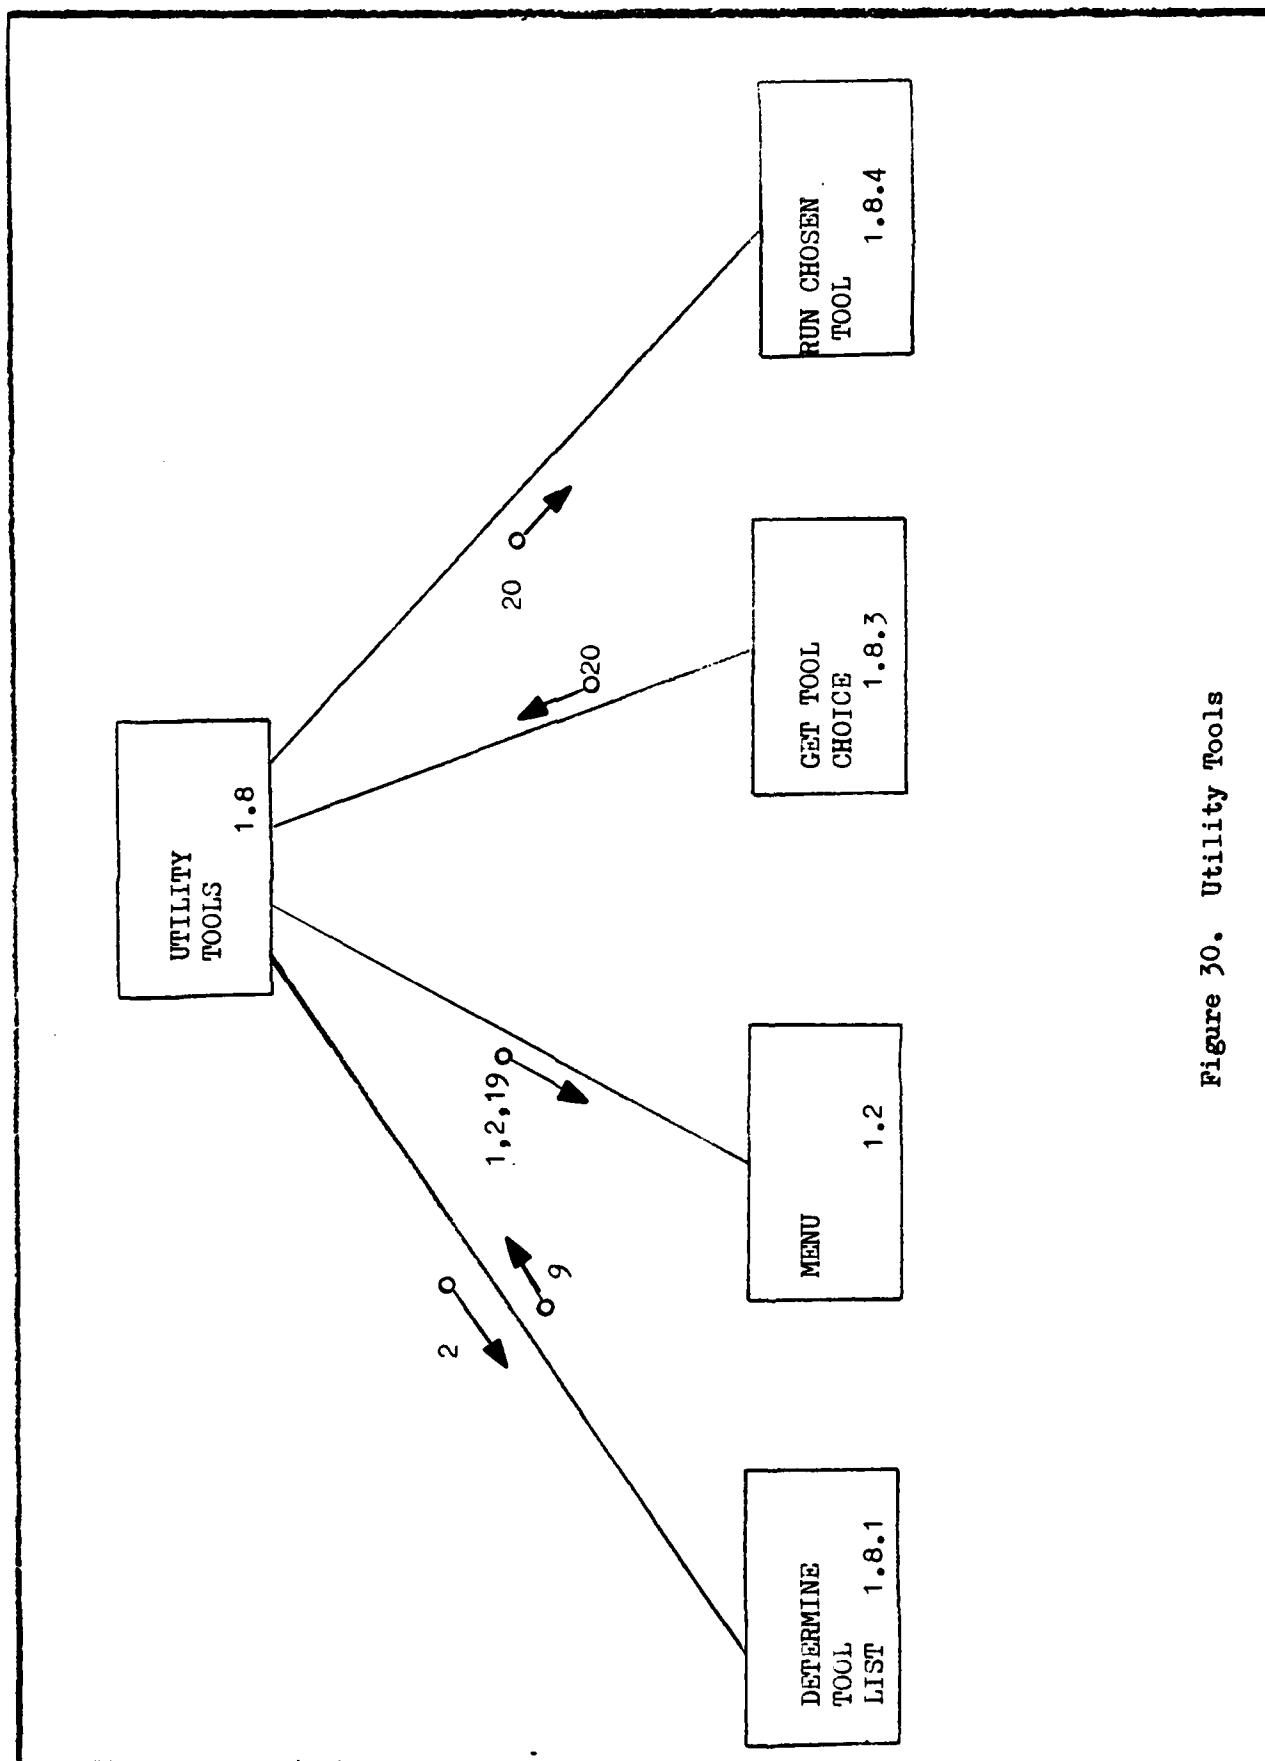 UTILITY
TOOLS
1.8
2
9
1,2,19
20
20
DETERMINE
TOOL
LIST 1.8.1
MENU
1.2
GET TOOL
CHOICE
1.8.3
RUN CHOSEN
TOOL
1.8.4
Figure 30. Utility Tools